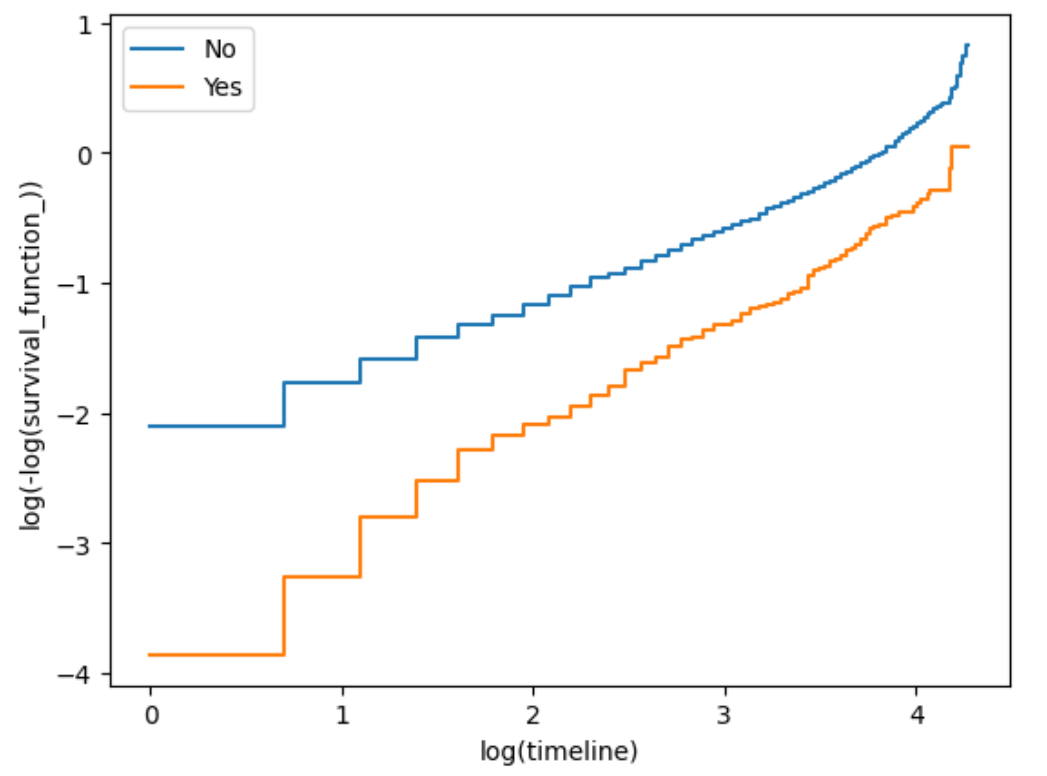 No
Yes
1
0
−1
−2
−3
−4
log(-log(survival_function_))
0 1 2 3 4
log(timeline)